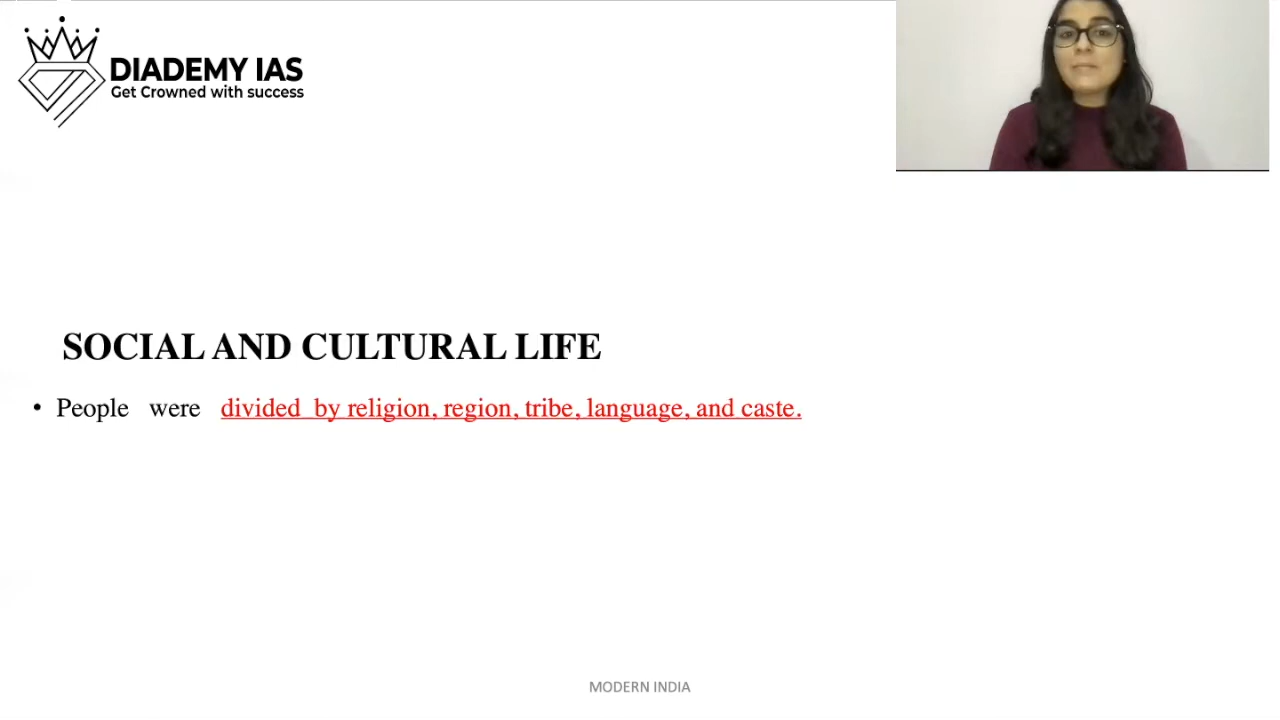 DIADEMY IAS
Get Crowned with success
SOCIAL AND CULTURAL LIFE
• People were divided by religion, region, tribe, language, and caste.
MODERN INDIA